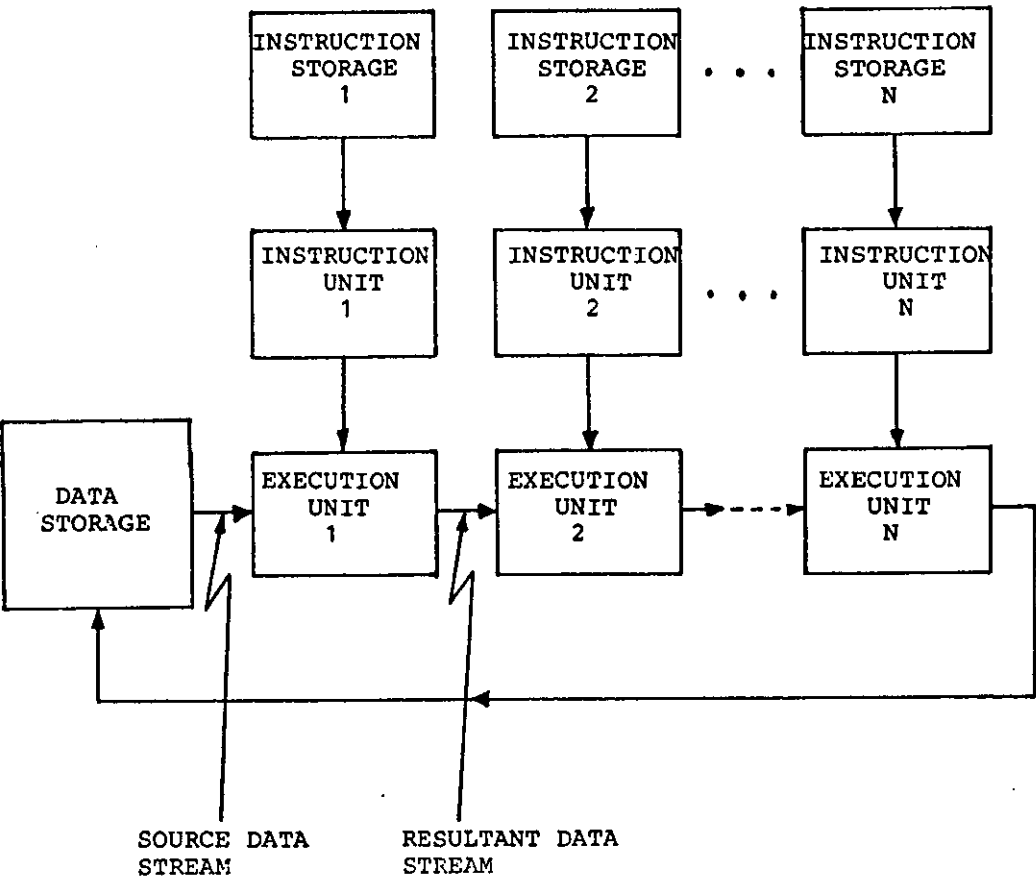 INSTRUCTION
STORAGE
1
INSTRUCTION
STORAGE
2
INSTRUCTION
STORAGE
N
INSTRUCTION
UNIT
1
INSTRUCTION
UNIT
2
INSTRUCTION
UNIT
N
DATA
STORAGE
EXECUTION
UNIT
1
EXECUTION
UNIT
2
EXECUTION
UNIT
N
SOURCE DATA
STREAM
RESULTANT DATA
STREAM